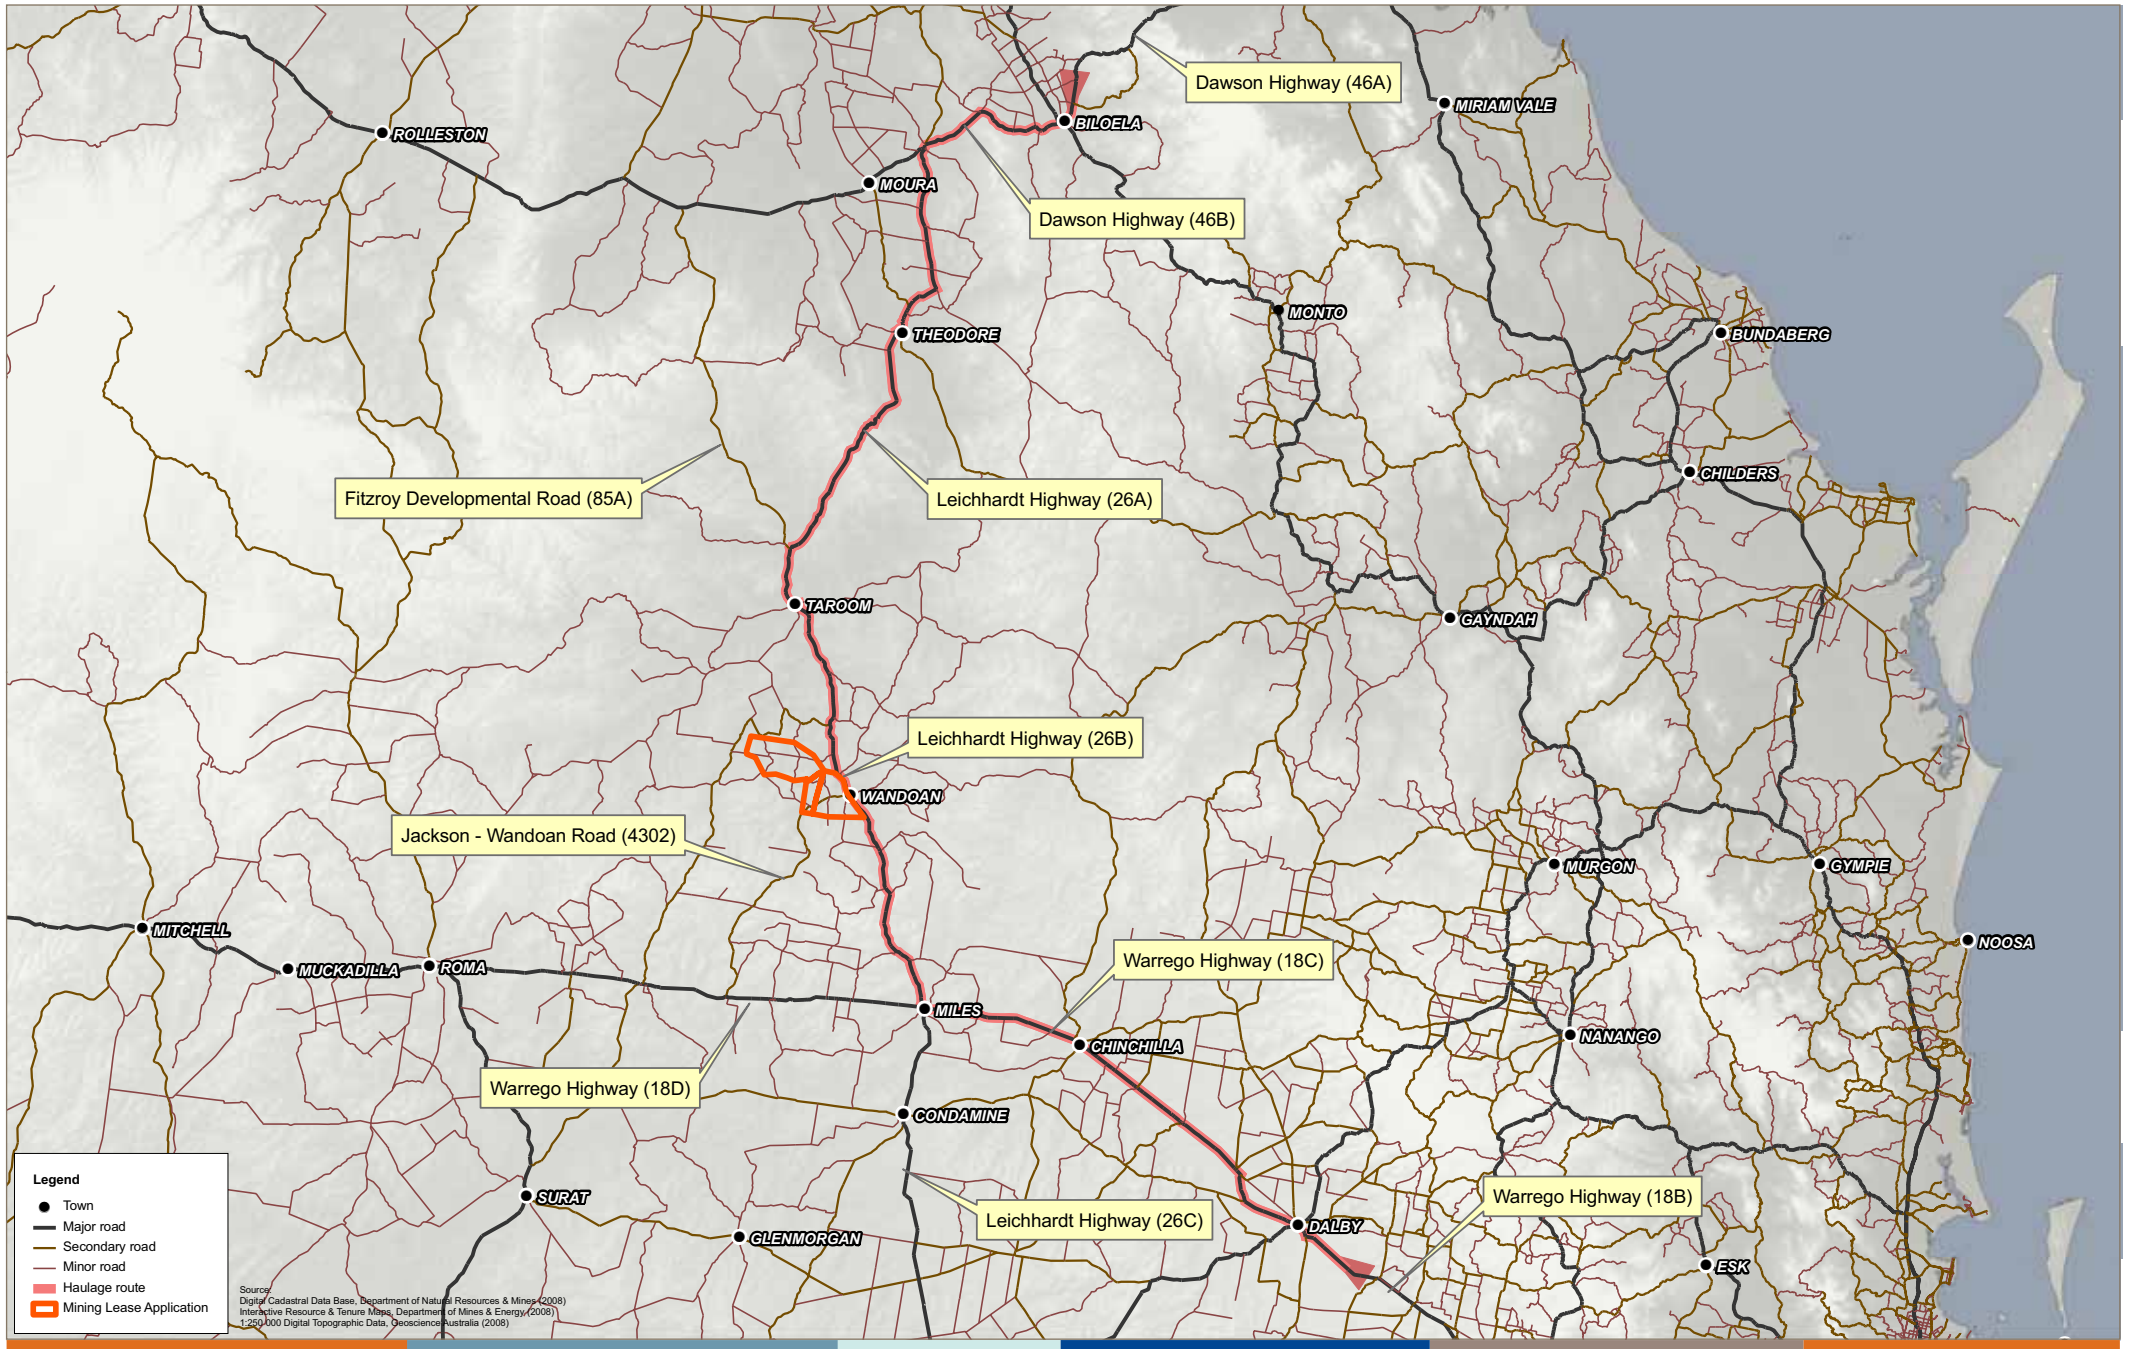 Dawson Highway (46A)
MIRIAM VALE
BILOELA
ROLLESTON
MOURA
Dawson Highway (46B)
MONTO
THEODORE
BUNDABERG
CHILDERS
Fitzroy Developmental Road (85A)
Leichhardt Highway (26A)
TAROOM
GAYNDAH
Leichhardt Highway (26B)
WANDOAN
Jackson - Wandoan Road (4302)
MURGON
GYMPIE
MITCHELL
NOOSA
Warrego Highway (18C)
MUCKADILLA
ROMA
MILES
NANANGO
CHINCHILLA
Warrego Highway (18D)
CONDAMINE
Legend
Town
Major road
Secondary road
Minor road
Haulage route
Mining Lease Application
SURAT
Warrego Highway (18B)
Leichhardt Highway (26C)
DALBY
GLENMORGAN
ESK
Source:
Digital Cadastral Data Base, Department of Natural Resources & Mines (2008)
Interactive Resource & Tenure Maps, Department of Mines & Energy (2008)
1:250 000 Digital Topographic Data, Geoscience Australia (2008)